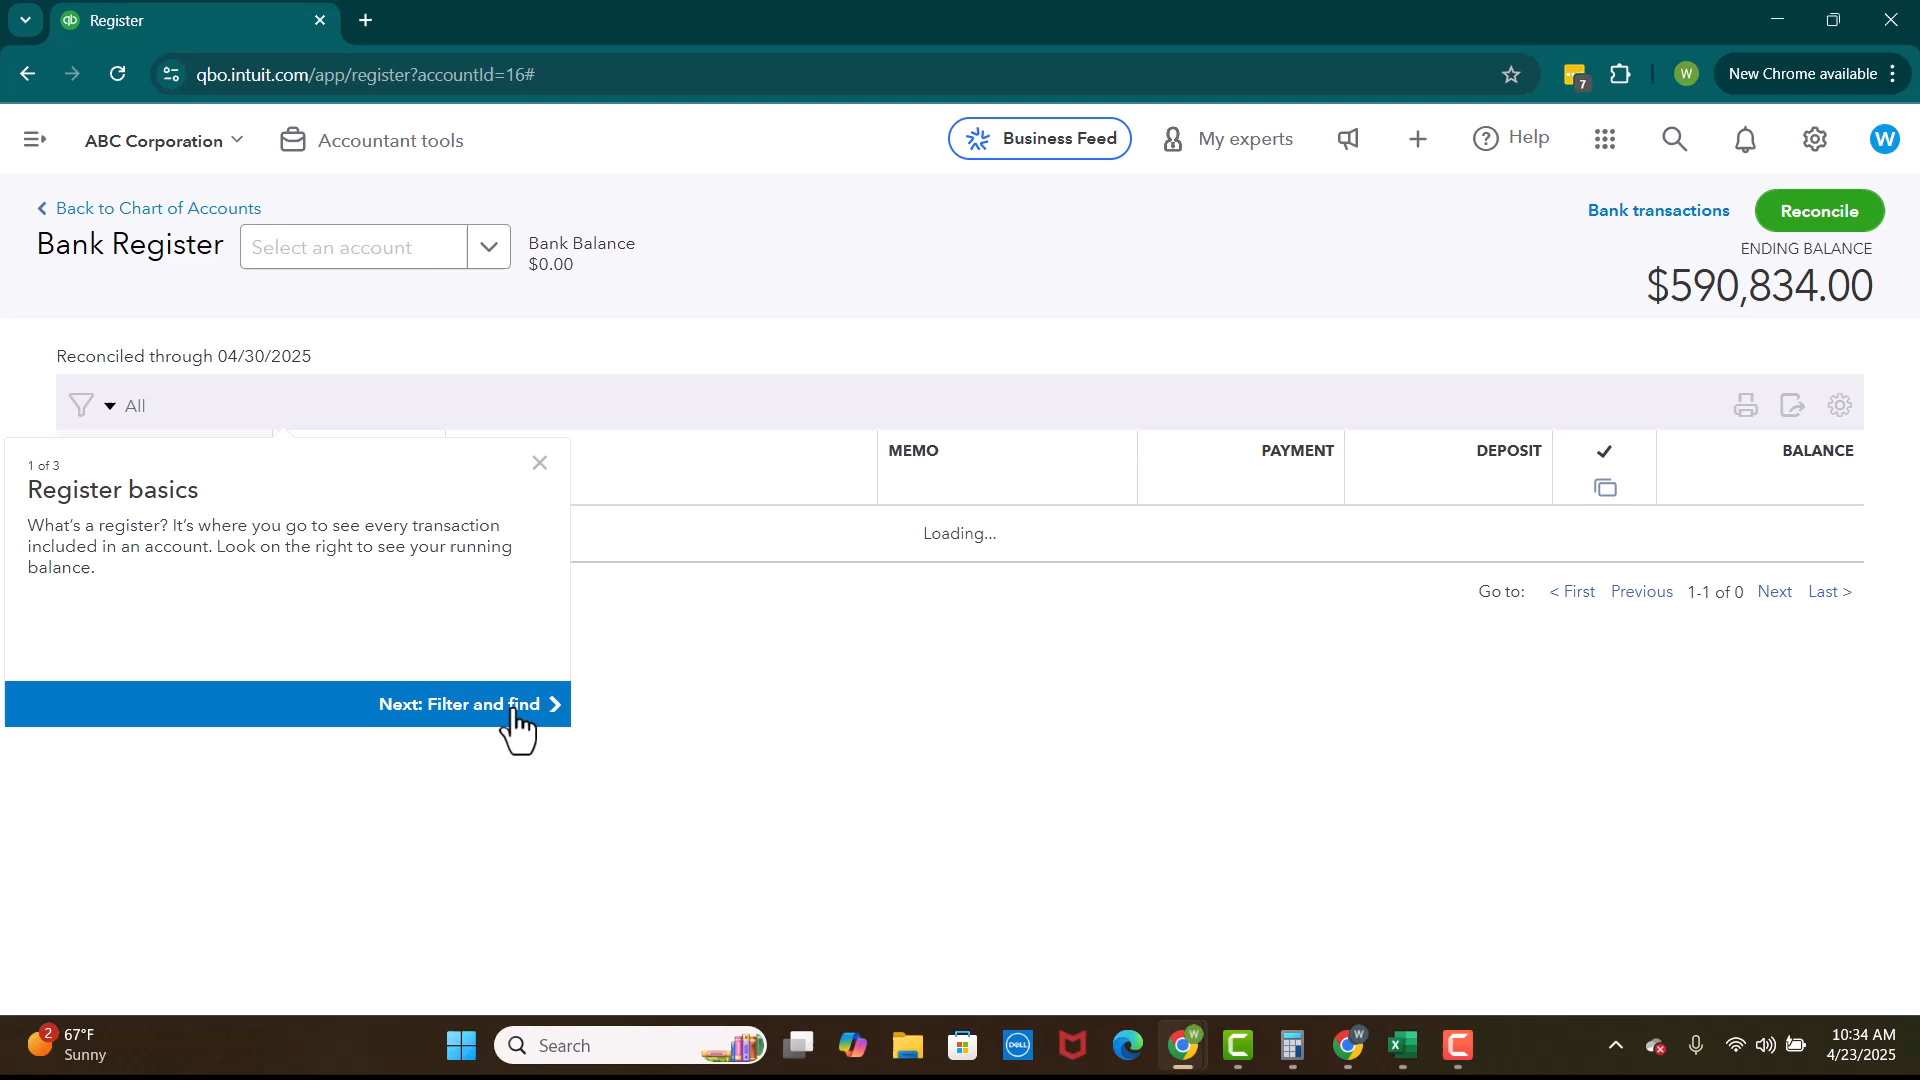 Register
qbo.intuit.com/app/register?accountId=16#
7
W
New Chrome available
ABC Corporation
Accountant tools
Business Feed
My experts
Help
W
Back to Chart of Accounts
Bank Register
Select an account
Bank Balance
$0.00
Bank transactions
Reconcile
ENDING BALANCE
$590,834.00
Reconciled through 04/30/2025
All
MEMO
PAYMENT
DEPOSIT
BALANCE
Loading...
Go to: < First Previous 1-1 of 0 Next Last >
1 of 3
Register basics
What's a register? It's where you go to see every transaction
included in an account. Look on the right to see your running
balance.
Next: Filter and find
2
67°F
Sunny
Search
DELL
W
W
10:34 AM
4/23/2025